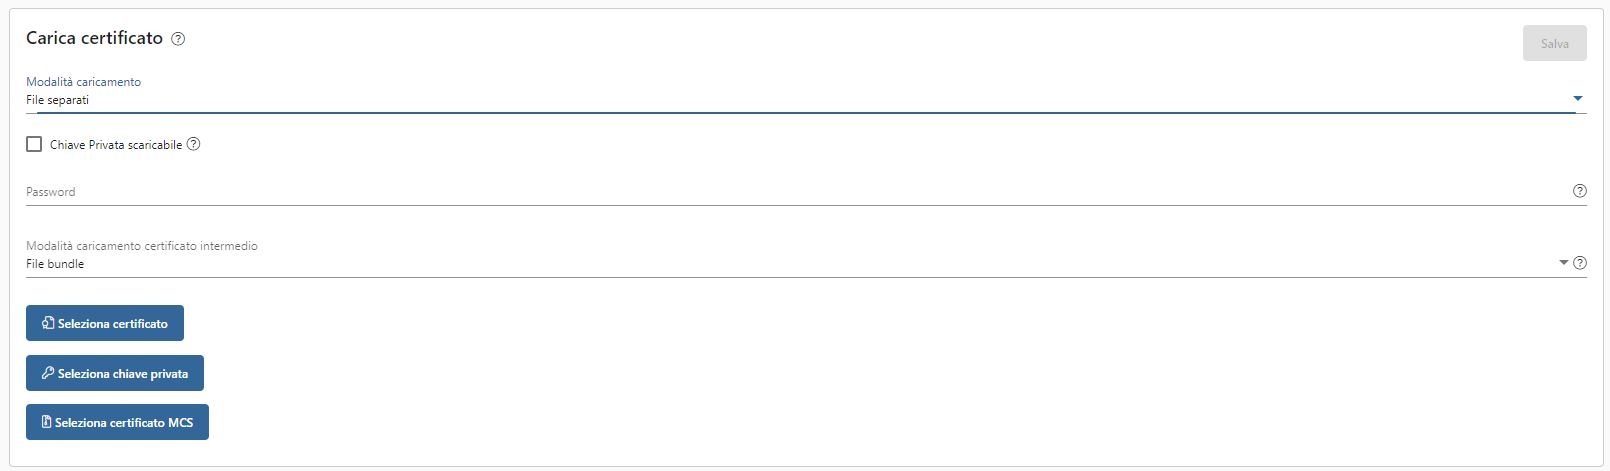 Carica certificato ?
Salva
Modalità caricamento
File separati
Chiave Privata scaricabile ?
Password ?
Modalità caricamento certificato intermedio
File bundle ?
Seleziona certificato
Seleziona chiave privata
Seleziona certificato MCS